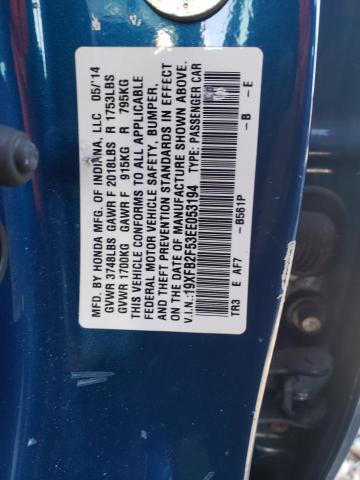 MFD. BY HONDA MFG. OF INDIANA, LLC 05/'14
GVWR 3748LBS GAWR F 2018LBS R 1753LBS
GVWR 1700KG GAWR F 915KG R 795KG
THIS VEHICLE CONFORMS TO ALL APPLICABLE
FEDERAL MOTOR VEHICLE SAFETY, BUMPER,
AND THEFT PREVENTION STANDARDS IN EFFECT
ON THE DATE OF MANUFACTURE SHOWN ABOVE.
V.I.N.: 19XFB2F53EE053194 TYPE: PASSENGER CAR
TR3 E AF7 -B561P -B -E